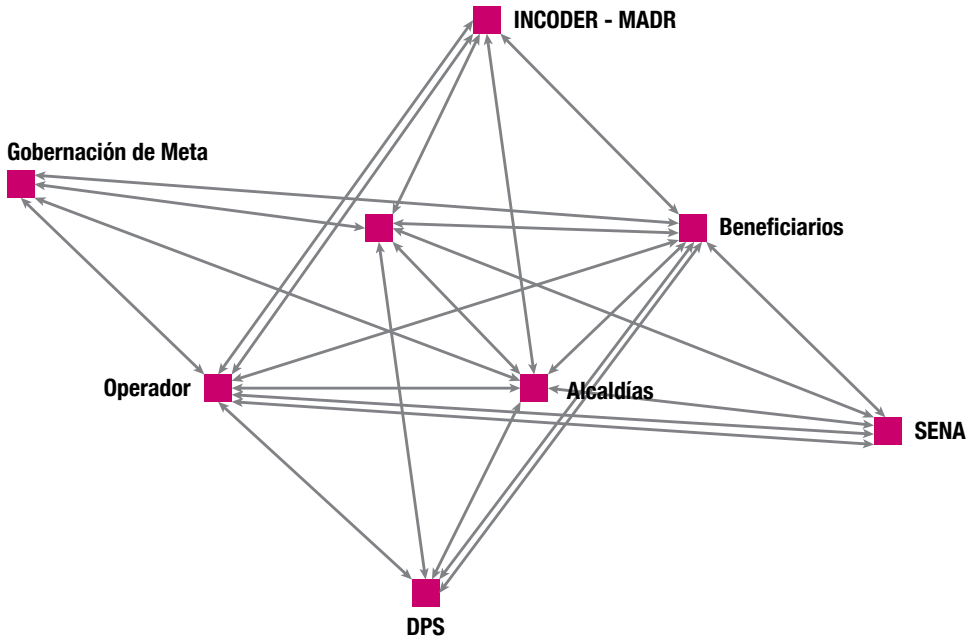 INCODER - MADR
Gobernación de Meta
Beneficiarios
Operador
Alcaldías
SENA
DPS